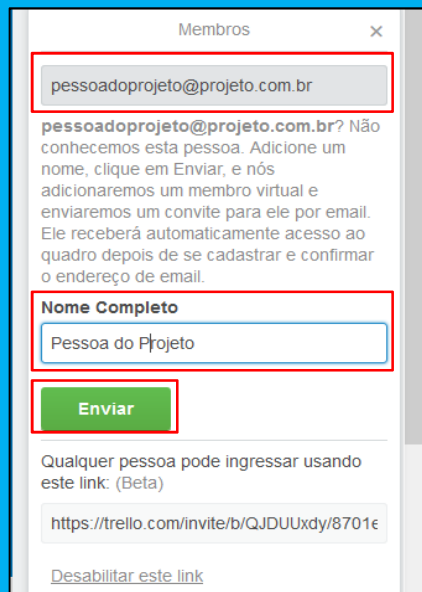 Membros ×
pessoadoprojeto@projeto.com.br
pessoadoprojeto@projeto.com.br? Não
conhecemos esta pessoa. Adicione um
nome, clique em Enviar, e nós
adicionaremos um membro virtual e
enviaremos um convite para ele por email.
Ele receberá automaticamente acesso ao
quadro depois de se cadastrar e confirmar
o endereço de email.
Nome Completo
Pessoa do Projeto
Enviar
Qualquer pessoa pode ingressar usando
este link: (Beta)
https://trello.com/invite/b/QJDUUxdy/8701e
Desabilitar este link